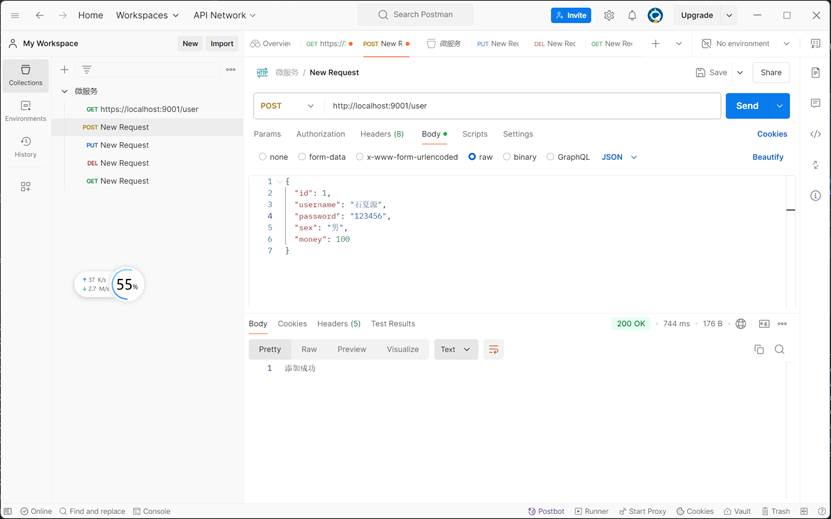 Home Workspaces API Network Search Postman Invite Upgrade
My Workspace New Import Overview GET https:// POST New R 微服务 PUT New Rec DEL New Rec GET New Rec No environment
Collections
Environments
History
微服务
GET https://localhost:9001/user
POST New Request
PUT New Request
DEL New Request
GET New Request
37 K/s
2.7 M/s
55%
HTTP 微服务 / New Request Save Share
POST http://localhost:9001/user Send
Params Authorization Headers (8) Body Scripts Settings Cookies
none form-data x-www-form-urlencoded raw binary GraphQL JSON Beautify
1 {
2 "id": 1,
3 "username": "石夏源",
4 "password": "123456",
5 "sex": "男",
6 "money": 100
7 }
Body Cookies Headers (5) Test Results 200 OK 744 ms 176 B
Pretty Raw Preview Visualize Text
1 添加成功
Online Find and replace Console Postbot Runner Start Proxy Cookies Vault Trash